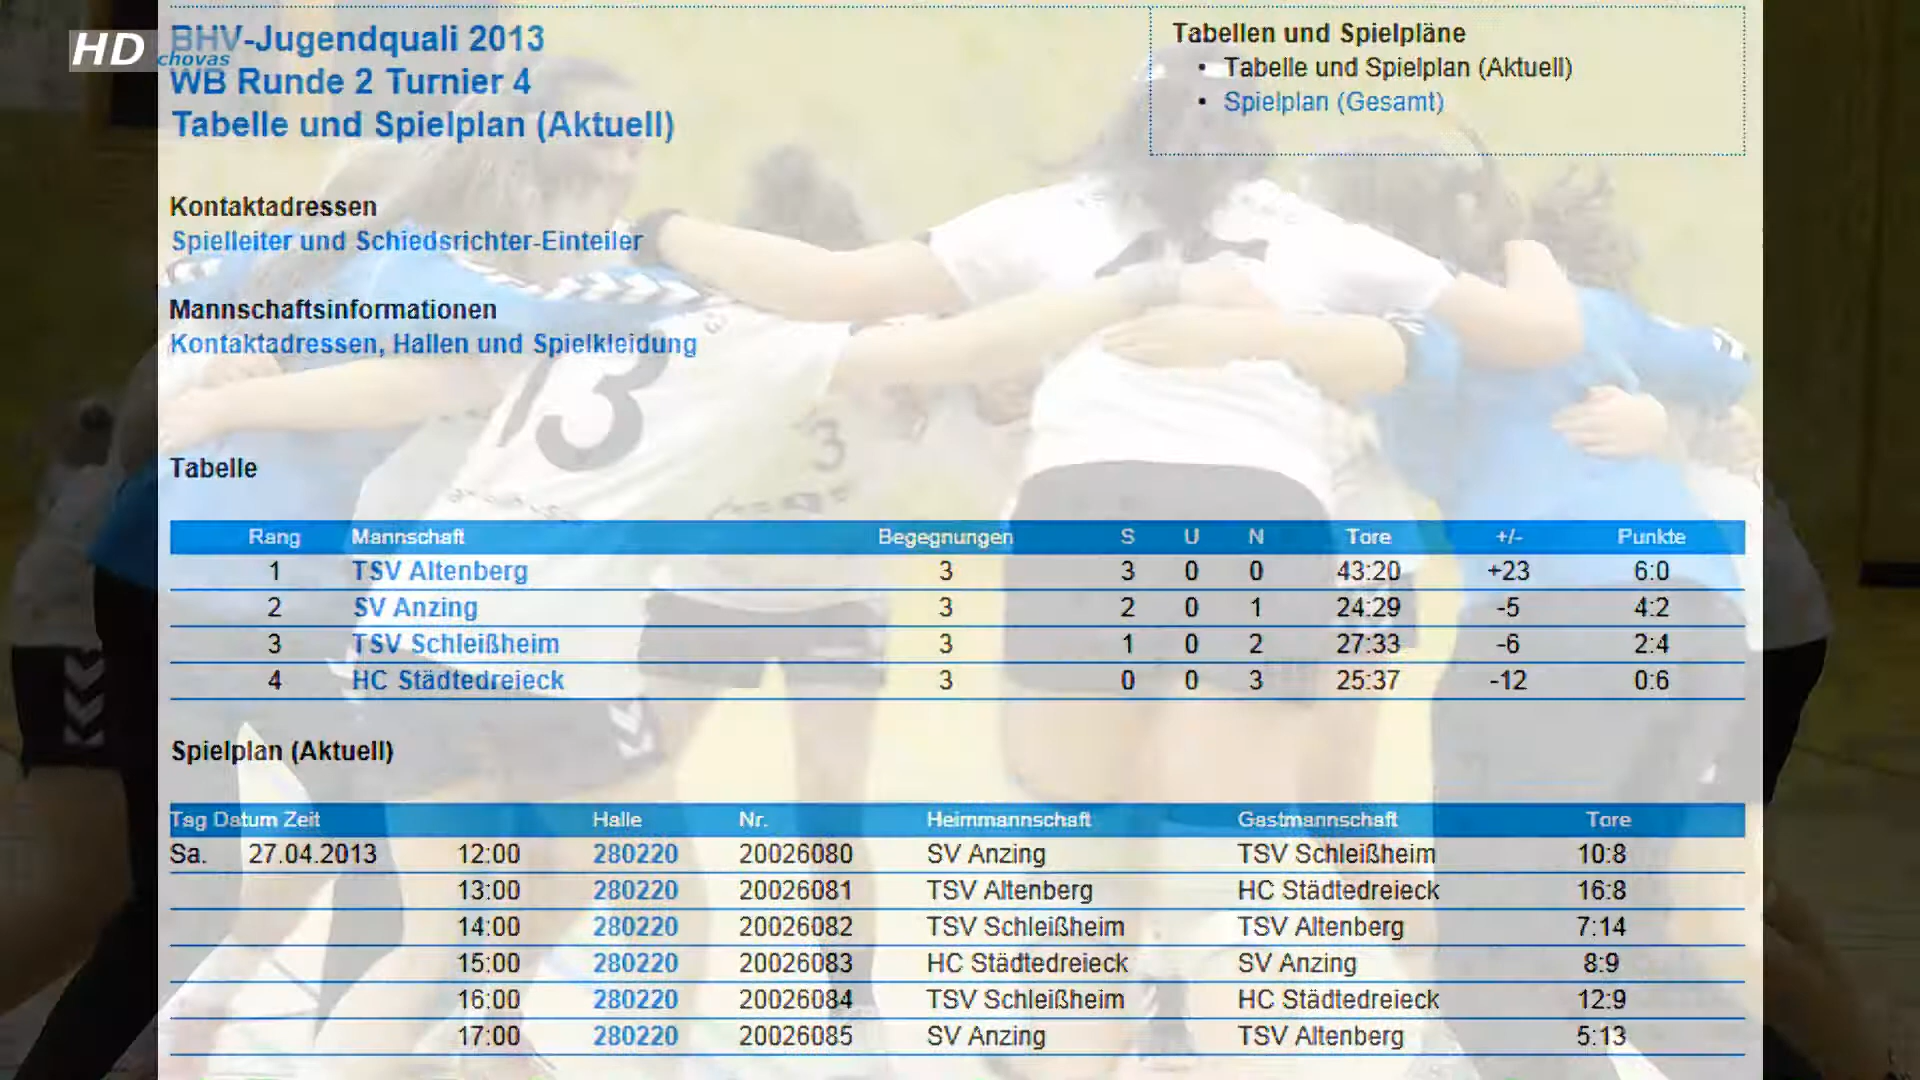 HD
chovas
BHV-Jugendquali 2013
WB Runde 2 Turnier 4
Tabelle und Spielplan (Aktuell)
Tabellen und Spielpläne
• Tabelle und Spielplan (Aktuell)
• Spielplan (Gesamt)
Kontaktadressen
Spielleiter und Schiedsrichter-Einteiler
Mannschaftsinformationen
Kontaktadressen, Hallen und Spielkleidung
13
3
Tabelle
Rang Mannschaft Begegnungen S U N Tore +/- Punkte
1 TSV Altenberg 3 3 0 0 43:20 +23 6:0
2 SV Anzing 3 2 0 1 24:29 -5 4:2
3 TSV Schleißheim 3 1 0 2 27:33 -6 2:4
4 HC Städtedreieck 3 0 0 3 25:37 -12 0:6
Spielplan (Aktuell)
Tag Datum Zeit Halle Nr. Heimmannschaft Gastmannschaft Tore
Sa. 27.04.2013 12:00 280220 20026080 SV Anzing TSV Schleißheim 10:8
13:00 280220 20026081 TSV Altenberg HC Städtedreieck 16:8
14:00 280220 20026082 TSV Schleißheim TSV Altenberg 7:14
15:00 280220 20026083 HC Städtedreieck SV Anzing 8:9
16:00 280220 20026084 TSV Schleißheim HC Städtedreieck 12:9
17:00 280220 20026085 SV Anzing TSV Altenberg 5:13